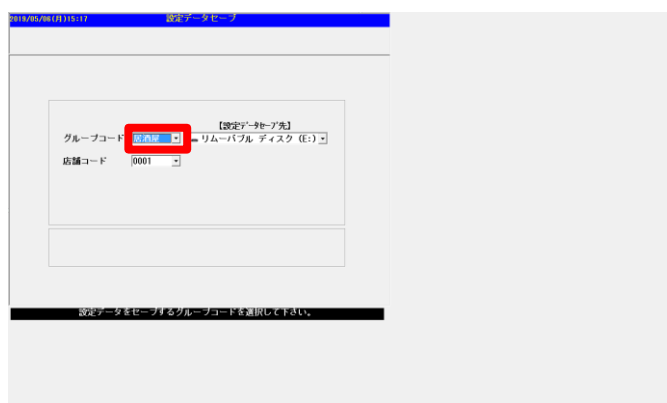 2019/05/06(月)15:17 設定データセーブ
【設定ﾃﾞｰﾀｾｰﾌﾞ先】
グループコード 居酒屋 リムーバブル ディスク (E:)
店舗コード 0001
設定データをセーブするグループコードを選択して下さい。